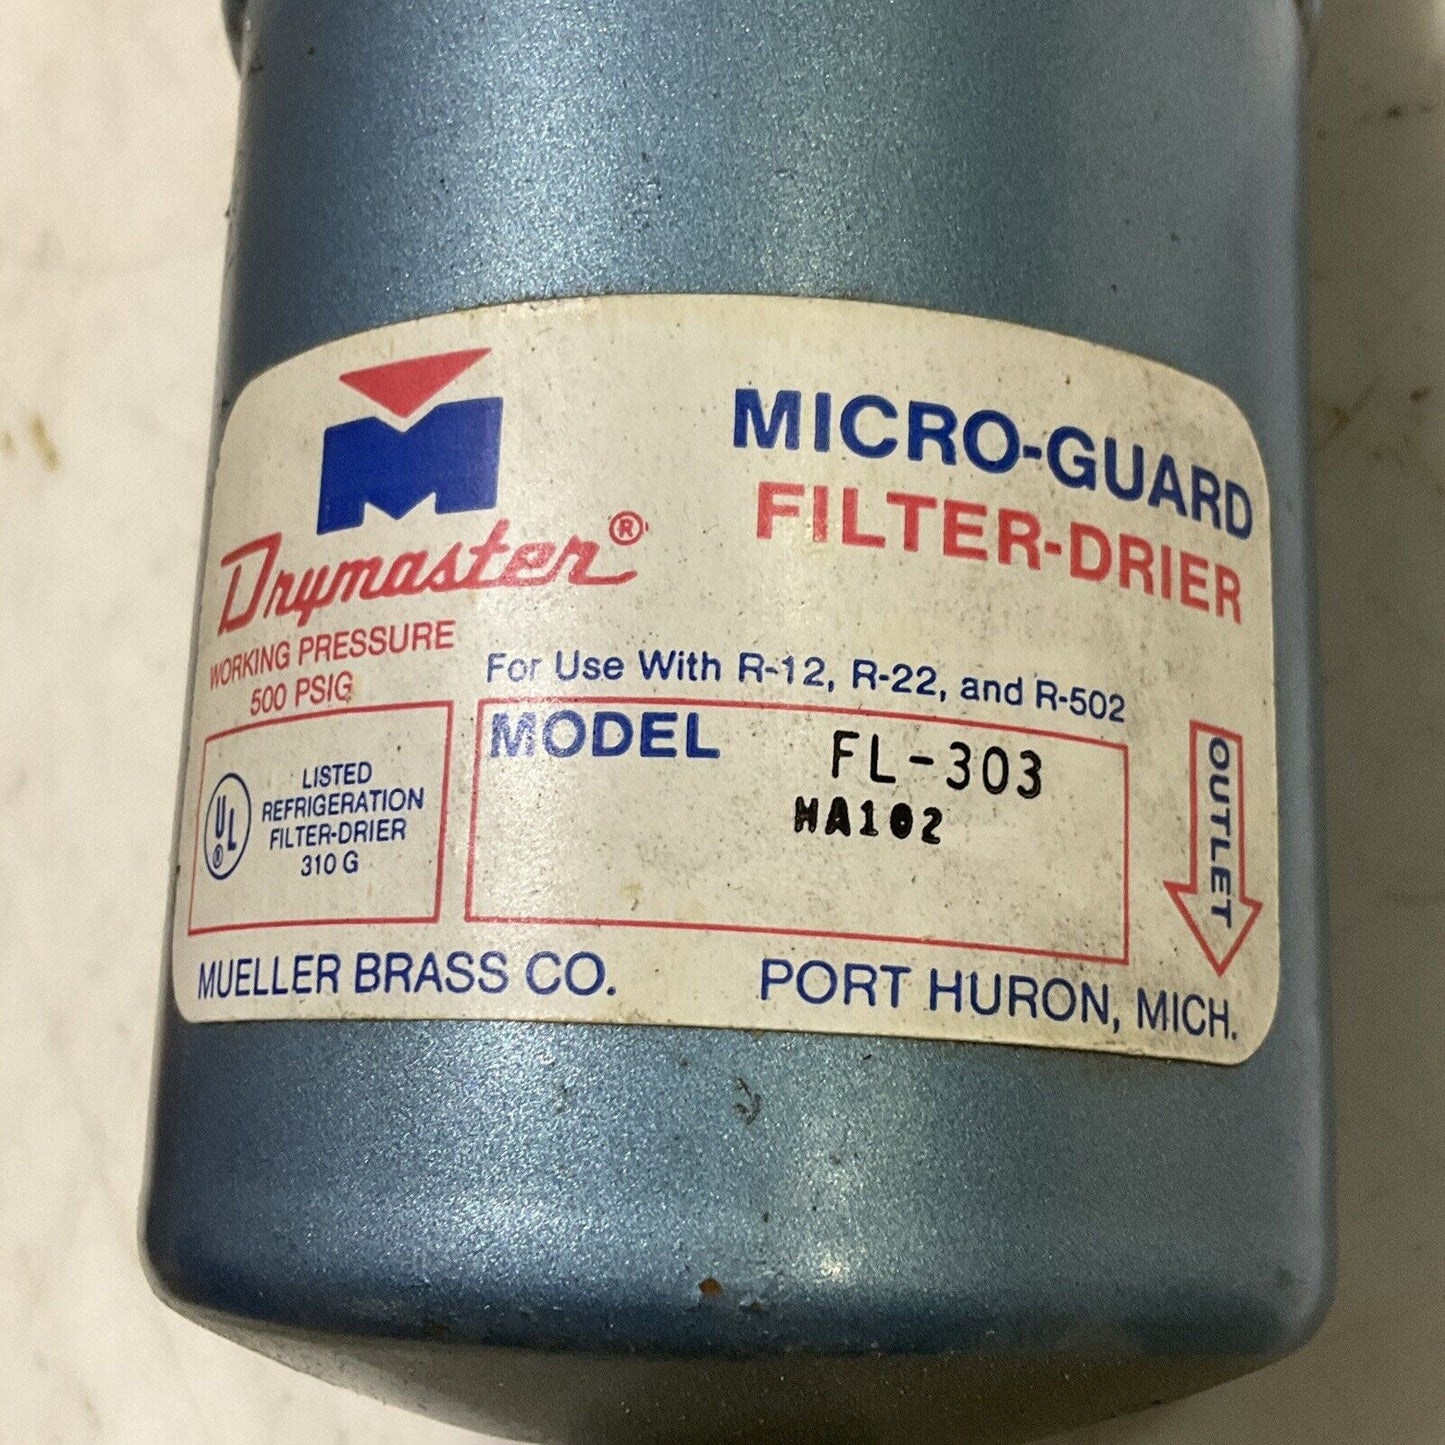 M
Drymaster®
MICRO-GUARD
FILTER-DRIER
WORKING PRESSURE
500 PSIG
For Use With R-12, R-22, and R-502
UL®
LISTED
REFRIGERATION
FILTER-DRIER
310 G
MODEL FL-303
HA102
OUTLET
MUELLER BRASS CO. PORT HURON, MICH.